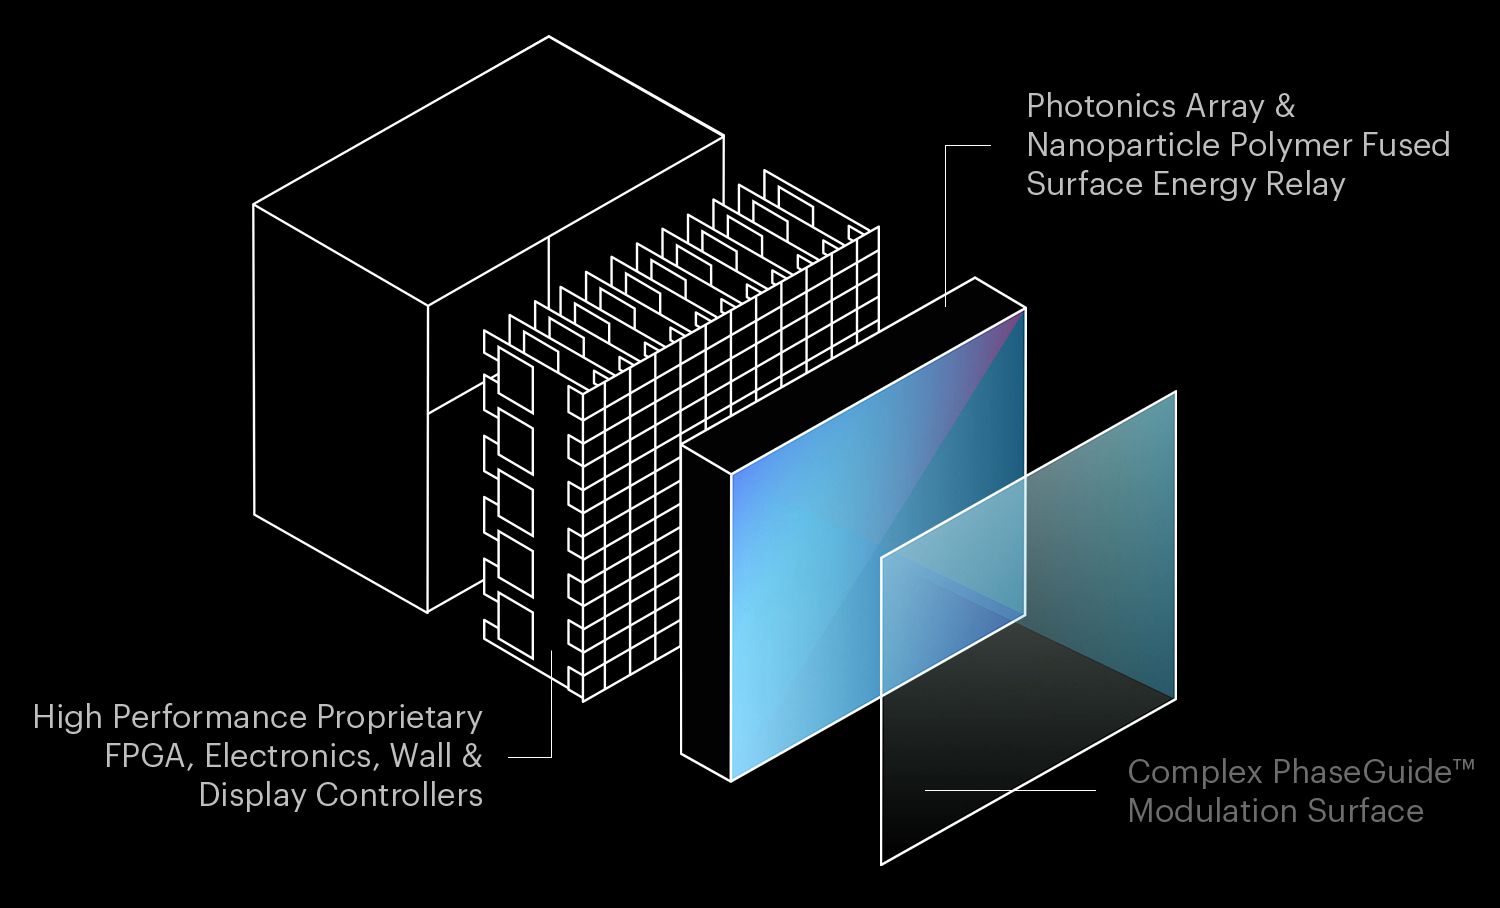 Photonics Array &
Nanoparticle Polymer Fused
Surface Energy Relay
High Performance Proprietary
FPGA, Electronics, Wall &
Display Controllers
Complex PhaseGuide™
Modulation Surface